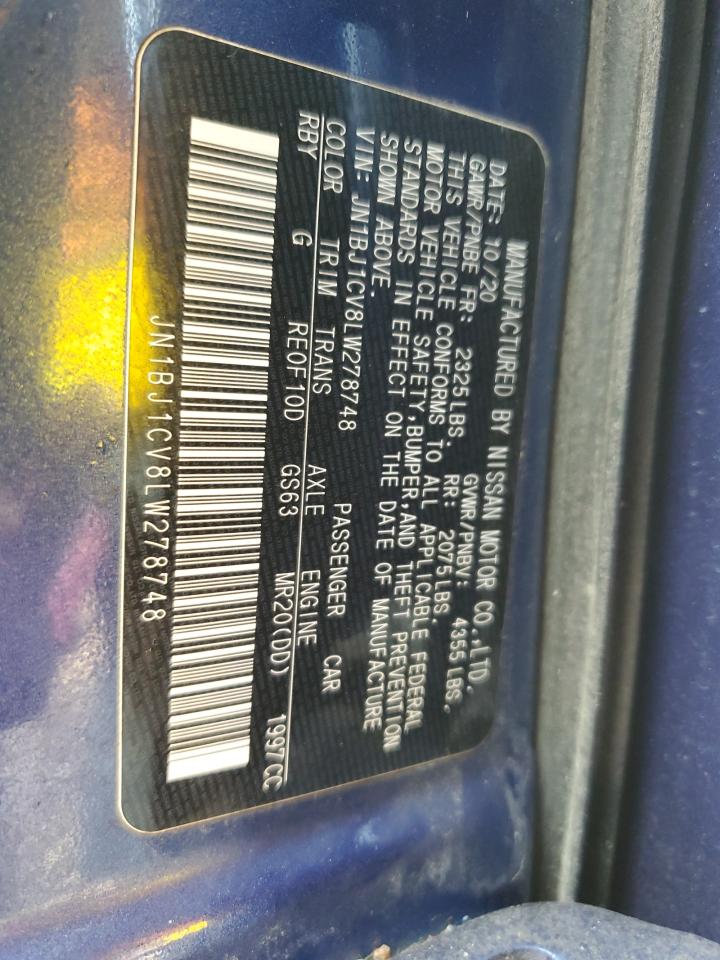 MANUFACTURED BY NISSAN MOTOR CO.,LTD.
DATE: 10/20 GVWR/PNBV: 4355 LBS.
GAWR/PNBE FR: 2325LBS. RR: 2075LBS.
THIS VEHICLE CONFORMS TO ALL APPLICABLE FEDERAL
MOTOR VEHICLE SAFETY,BUMPER,AND THEFT PREVENTION
STANDARDS IN EFFECT ON THE DATE OF MANUFACTURE
SHOWN ABOVE.
VIN: JN1BJ1CV8LW278748 PASSENGER CAR
COLOR TRIM TRANS AXLE ENGINE
RBY G RE0F10D GS63 MR20(DD) 1997CC
JN1BJ1CV8LW278748